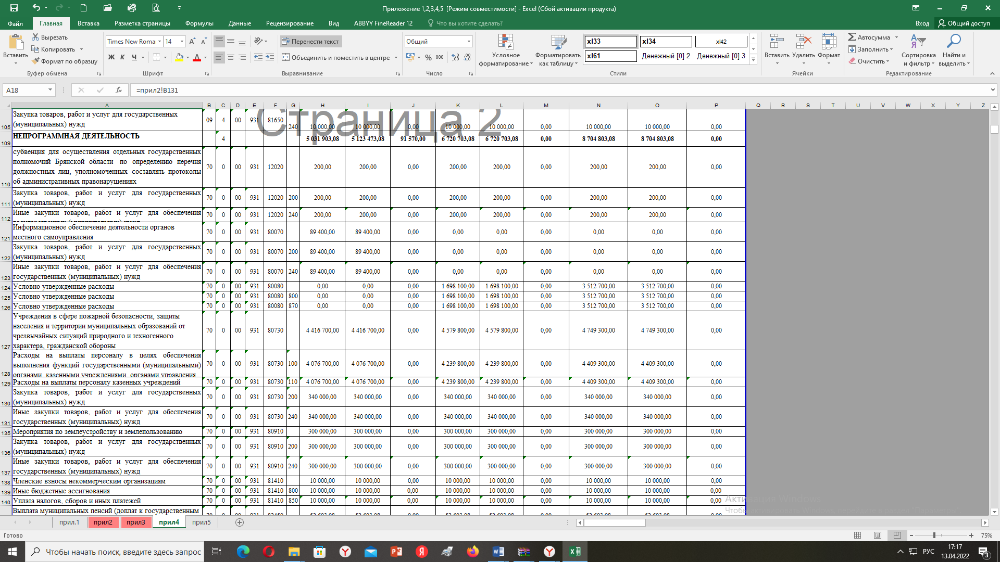 Приложение 1,2,3,4,5 [Режим совместимости] - Excel (Сбой активации продукта)
Файл Главная Вставка Разметка страницы Формулы Данные Рецензирование Вид ABBYY FineReader 12 Что вы хотите сделать? Вход Общий доступ
Вставить
Вырезать
Копировать
Формат по образцу
Буфер обмена
Times New Roma 14
Ж К Ч
Шрифт
Перенести текст
Объединить и поместить в центре
Выравнивание
Общий
% 000
Число
Условное форматирование
Форматировать как таблицу
xl33 xl34 xl42
xl61 Денежный [0] 2 Денежный [0] 3
Стили
Вставить Удалить Формат
Ячейки
Автосумма
Заполнить
Очистить
Сортировка и фильтр
Найти и выделить
Редактирование
A18 fx =прил2!B131
A B C D E F G H I J K L M N O P Q R S T U V W X Y Z
Страница 2
105 Закупка товаров, работ и услуг для государственных (муниципальных) нужд 09 4 00 931 81650 240 10 000,00 10 000,00 0,00 10 000,00 10 000,00 0,00 10 000,00 10 000,00 0,00
109 НЕПРОГРАММНАЯ ДЕЯТЕЛЬНОСТЬ 4 5 031 903,08 5 123 473,08 91 570,00 6 720 703,08 6 720 703,08 0,00 8 704 803,08 8 704 803,08 0,00
110 субвенция для осуществления отдельных государственных полномочий Брянской области по определению перечня должностных лиц, уполномоченных составлять протоколы об административных правонарушениях 70 0 00 931 12020 200,00 200,00 0,00 200,00 200,00 0,00 200,00 200,00 0,00
111 Закупка товаров, работ и услуг для государственных (муниципальных) нужд 70 0 00 931 12020 200 200,00 200,00 0,00 200,00 200,00 0,00 200,00 200,00 0,00
112 Иные закупки товаров, работ и услуг для обеспечения 70 0 00 931 12020 240 200,00 200,00 0,00 200,00 200,00 0,00 200,00 200,00 0,00
121 Информационное обеспечение деятельности органов местного самоуправления 70 0 00 931 80070 89 400,00 89 400,00 0,00 0,00 0,00 0,00 0,00 0,00 0,00
122 Закупка товаров, работ и услуг для государственных (муниципальных) нужд 70 0 00 931 80070 200 89 400,00 89 400,00 0,00 0,00 0,00 0,00 0,00 0,00 0,00
123 Иные закупки товаров, работ и услуг для обеспечения государственных (муниципальных) нужд 70 0 00 931 80070 240 89 400,00 89 400,00 0,00 0,00 0,00 0,00 0,00 0,00 0,00
124 Условно утвержденные расходы 70 0 00 931 80080 0,00 0,00 0,00 1 698 100,00 1 698 100,00 0,00 3 512 700,00 3 512 700,00 0,00
125 Условно утвержденные расходы 70 0 00 931 80080 800 0,00 0,00 0,00 1 698 100,00 1 698 100,00 0,00 3 512 700,00 3 512 700,00 0,00
126 Условно утвержденные расходы 70 0 00 931 80080 870 0,00 0,00 0,00 1 698 100,00 1 698 100,00 0,00 3 512 700,00 3 512 700,00 0,00
127 Учреждения в сфере пожарной безопасности, защиты населения и территории муниципальных образований от чрезвычайных ситуаций природного и техногенного характера, гражданской обороны 70 0 00 931 80730 4 416 700,00 4 416 700,00 0,00 4 579 800,00 4 579 800,00 0,00 4 749 300,00 4 749 300,00 0,00
128 Расходы на выплаты персоналу в целях обеспечения выполнения функций государственными (муниципальными) органами, казенными учреждениями, органами управления 70 0 00 931 80730 100 4 076 700,00 4 076 700,00 0,00 4 239 800,00 4 239 800,00 0,00 4 409 300,00 4 409 300,00 0,00
129 Расходы на выплаты персоналу казенных учреждений 70 0 00 931 80730 110 4 076 700,00 4 076 700,00 0,00 4 239 800,00 4 239 800,00 0,00 4 409 300,00 4 409 300,00 0,00
130 Закупка товаров, работ и услуг для государственных (муниципальных) нужд 70 0 00 931 80730 200 340 000,00 340 000,00 0,00 340 000,00 340 000,00 0,00 340 000,00 340 000,00 0,00
131 Иные закупки товаров, работ и услуг для обеспечения государственных (муниципальных) нужд 70 0 00 931 80730 240 340 000,00 340 000,00 0,00 340 000,00 340 000,00 0,00 340 000,00 340 000,00 0,00
135 Мероприятия по землеустройству и землепользованию 70 0 00 931 80910 300 000,00 300 000,00 0,00 300 000,00 300 000,00 0,00 300 000,00 300 000,00 0,00
136 Закупка товаров, работ и услуг для государственных (муниципальных) нужд 70 0 00 931 80910 200 300 000,00 300 000,00 0,00 300 000,00 300 000,00 0,00 300 000,00 300 000,00 0,00
137 Иные закупки товаров, работ и услуг для обеспечения государственных (муниципальных) нужд 70 0 00 931 80910 240 300 000,00 300 000,00 0,00 300 000,00 300 000,00 0,00 300 000,00 300 000,00 0,00
138 Членские взносы некоммерческим организациям 70 0 00 931 81410 10 000,00 10 000,00 0,00 10 000,00 10 000,00 0,00 10 000,00 10 000,00 0,00
139 Иные бюджетные ассигнования 70 0 00 931 81410 800 10 000,00 10 000,00 0,00 10 000,00 10 000,00 0,00 10 000,00 10 000,00 0,00
140 Уплата налогов, сборов и иных платежей 70 0 00 931 81410 850 10 000,00 10 000,00 0,00 10 000,00 10 000,00 0,00 10 000,00 10 000,00 0,00
Выплата муниципальных пенсий (доплат к государственным
Активация Windows
прил.1 прил2 прил3 прил4 прил5
Готово 75%
Чтобы начать поиск, введите здесь запрос
РУС 17:17
13.04.2022 3